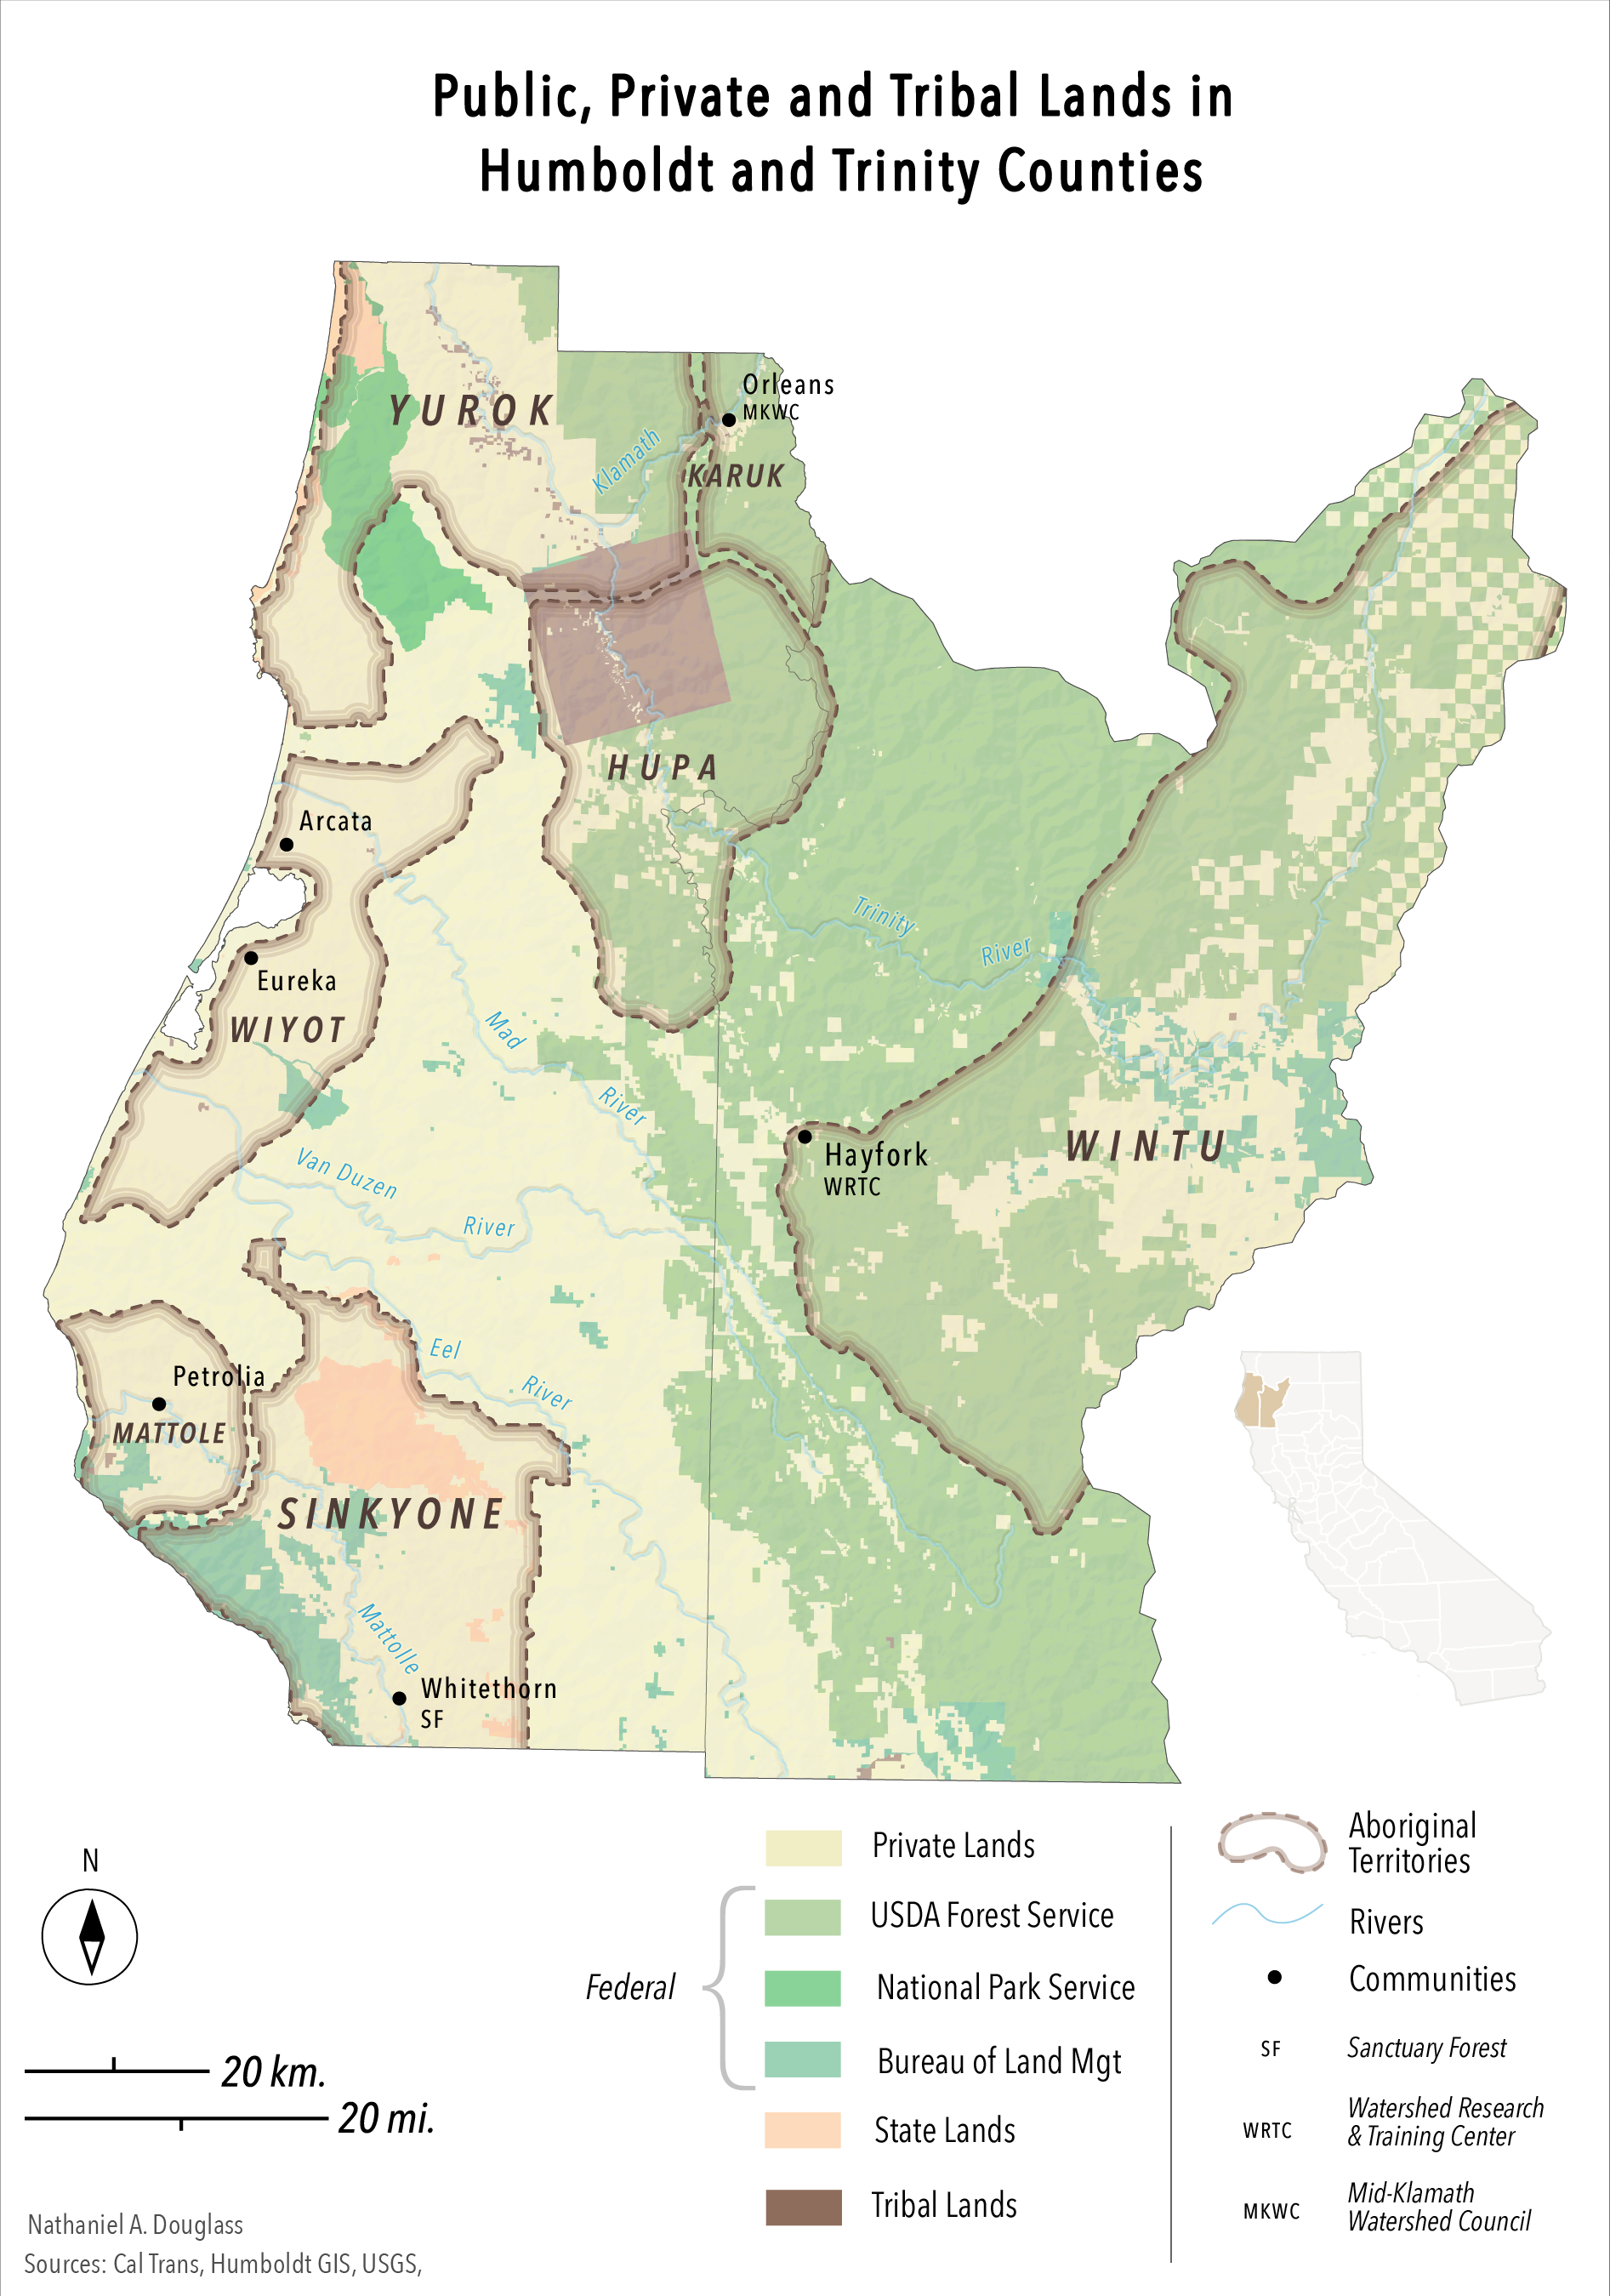 Public, Private and Tribal Lands in
Humboldt and Trinity Counties
YUROK
Orleans
MKWC
Klamath
KARUK
HUPA
Arcata
Trinity
River
Eureka
WIYOT
Mad
River
Hayfork
WRTC
WINTU
Van Duzen
River
Eel
River
Petrolia
MATTOLE
SINKYONE
Mattolle
Whitethorn
SF
N
20 km.
20 mi.
Private Lands
Federal
USDA Forest Service
National Park Service
Bureau of Land Mgt
State Lands
Tribal Lands
Aboriginal
Territories
Rivers
Communities
SF Sanctuary Forest
WRTC Watershed Research
& Training Center
MKWC Mid-Klamath
Watershed Council
Nathaniel A. Douglass
Sources: Cal Trans, Humboldt GIS, USGS,